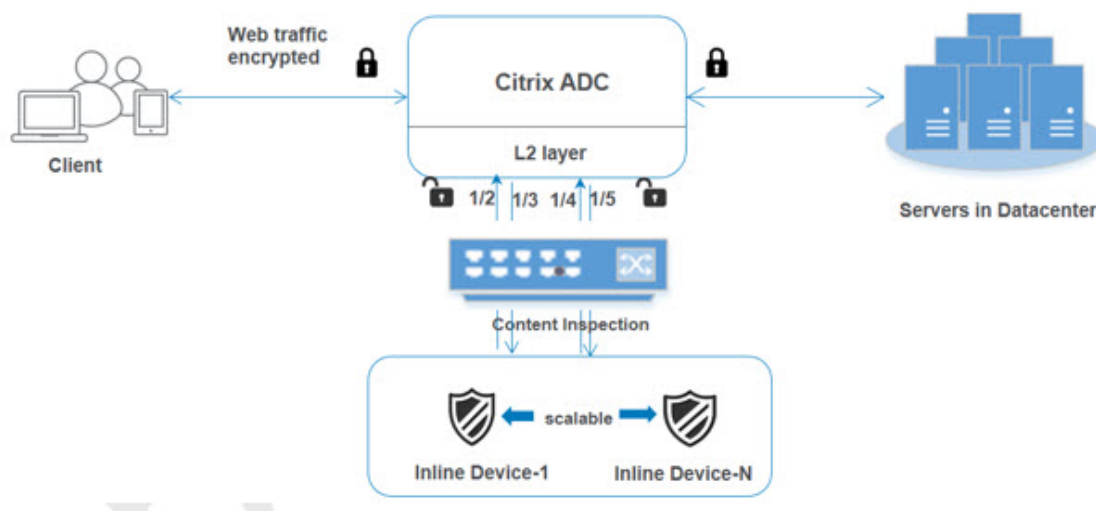 Web traffic
encrypted
Citrix ADC
L2 layer
Client
Servers in Datacenter
1/2 1/3 1/4 1/5
Content Inspection
scalable
Inline Device-1
Inline Device-N